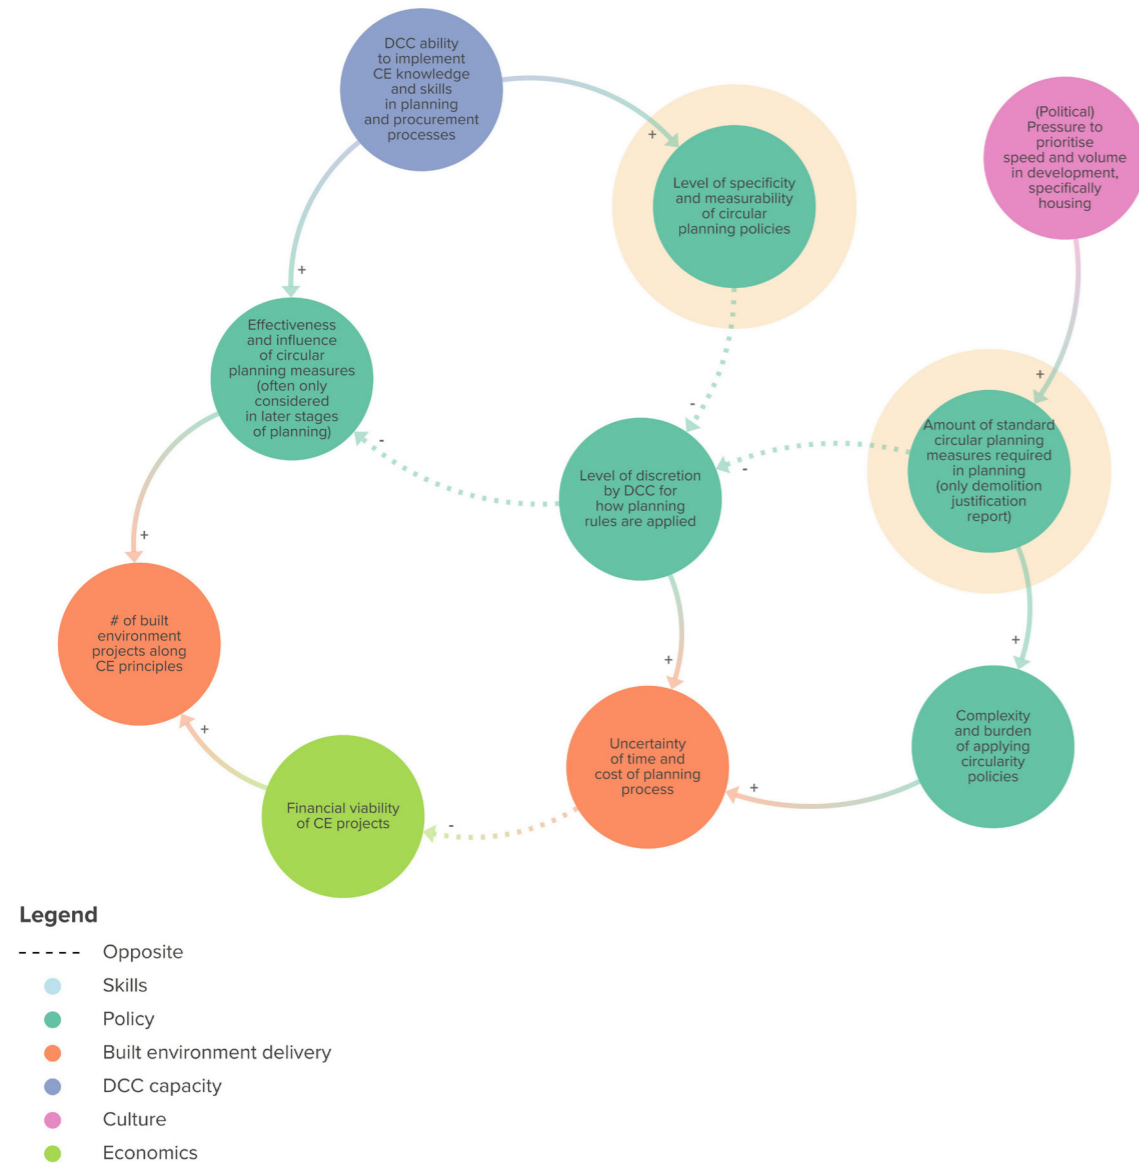 DCC ability
to implement
CE knowledge
and skills
in planning
and procurement
processes
+
Level of specificity
and measurability
of circular
planning policies
(Political)
Pressure to
prioritise
speed and volume
in development,
specifically
housing
+
Effectiveness
and influence
of circular
planning measures
(often only
considered
in later stages
of planning)
-
-
Level of discretion
by DCC for
how planning
rules are applied
-
+
Amount of standard
circular planning
measures required
in planning
(only demolition
justification
report)
+
# of built
environment
projects along
CE principles
+
+
+
Uncertainty
of time and
cost of planning
process
+
Complexity
and burden
of applying
circularity
policies
Financial viability
of CE projects
-
Legend
----- Opposite
Skills
Policy
Built environment delivery
DCC capacity
Culture
Economics